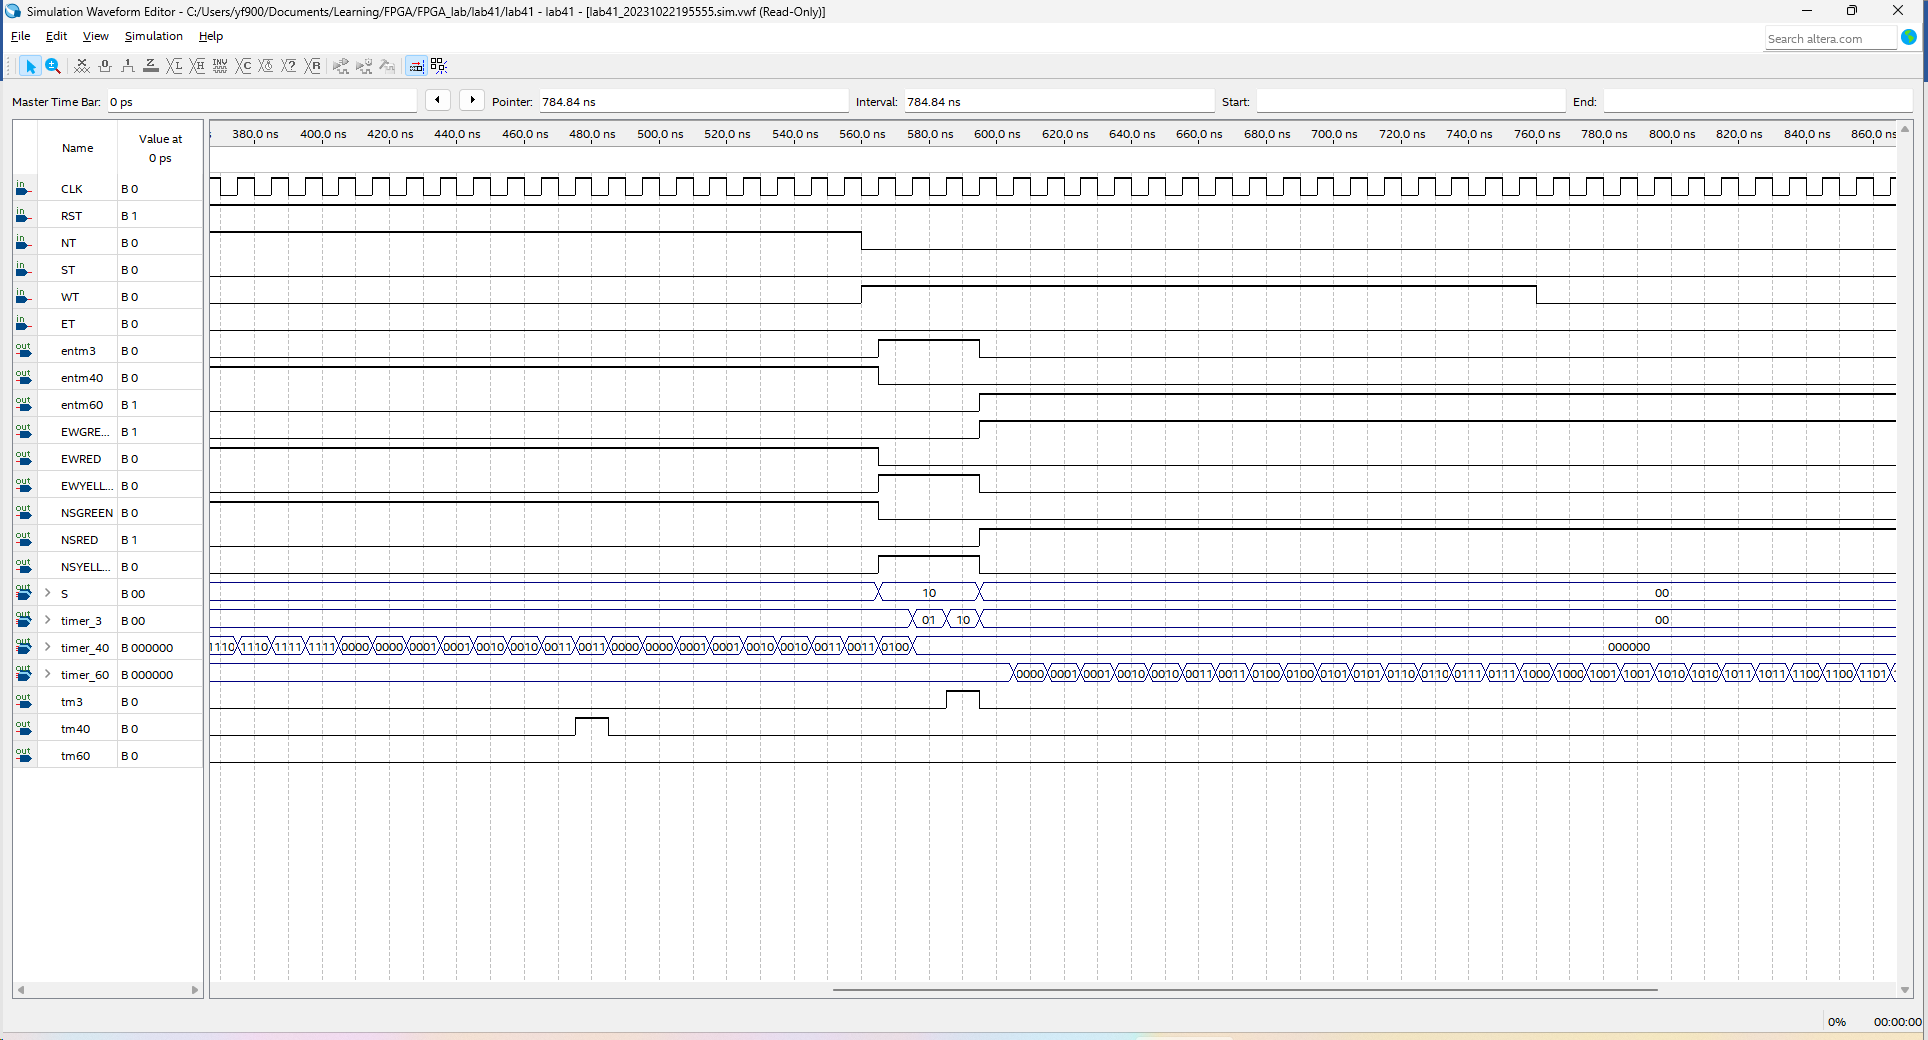 Simulation Waveform Editor - C:/Users/yf900/Documents/Learning/FPGA/FPGA_lab/lab41/lab41 - lab41 - [lab41_20231022195555.sim.vwf (Read-Only)]
File Edit View Simulation Help
Search altera.com
Master Time Bar: 0 ps Pointer: 784.84 ns Interval: 784.84 ns Start: End:
Name Value at 0 ps
380.0 ns 400.0 ns 420.0 ns 440.0 ns 460.0 ns 480.0 ns 500.0 ns 520.0 ns 540.0 ns 560.0 ns 580.0 ns 600.0 ns 620.0 ns 640.0 ns 660.0 ns 680.0 ns 700.0 ns 720.0 ns 740.0 ns 760.0 ns 780.0 ns 800.0 ns 820.0 ns 840.0 ns 860.0 ns
in CLK B 0
in RST B 1
in NT B 0
in ST B 0
in WT B 0
in ET B 0
out entm3 B 0
out entm40 B 0
out entm60 B 1
out EWGRE... B 1
out EWRED B 0
out EWYELL... B 0
out NSGREEN B 0
out NSRED B 1
out NSYELL... B 0
out S B 00 10 00
out timer_3 B 00 01 10 00
out timer_40 B 000000 1110 1110 1111 1111 0000 0000 0001 0001 0010 0010 0011 0011 0000 0000 0001 0001 0010 0010 0011 0011 0100 000000
out timer_60 B 000000 0000 0001 0001 0010 0010 0011 0011 0100 0100 0101 0101 0110 0110 0111 0111 1000 1000 1001 1001 1010 1010 1011 1011 1100 1100 1101
out tm3 B 0
out tm40 B 0
out tm60 B 0
0% 00:00:00